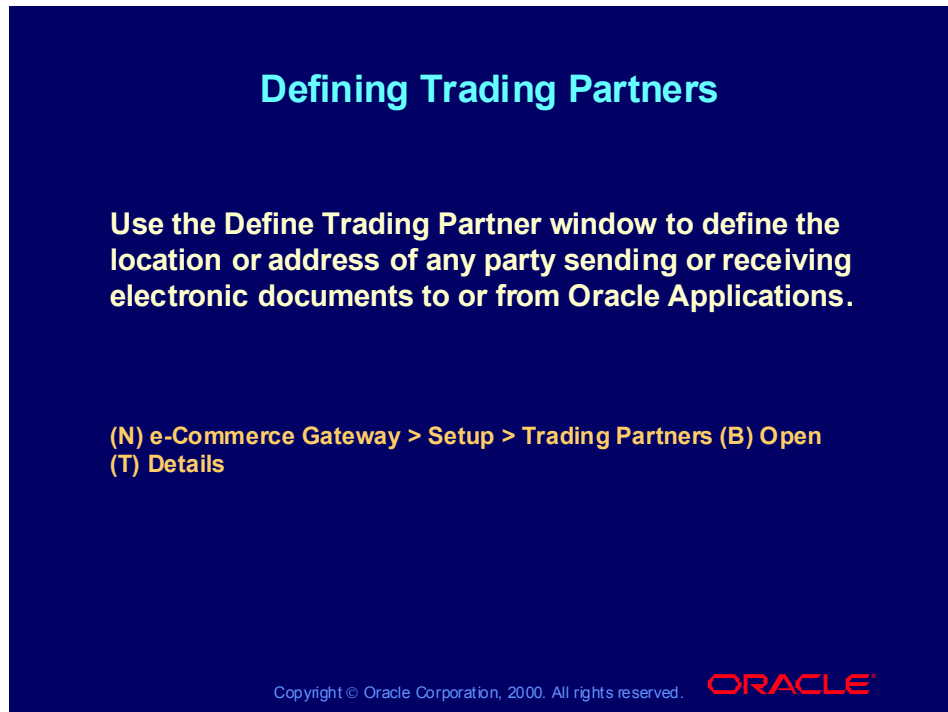 Defining Trading Partners
Use the Define Trading Partner window to define the
location or address of any party sending or receiving
electronic documents to or from Oracle Applications.
(N) e-Commerce Gateway > Setup > Trading Partners (B) Open
(T) Details
Copyright © Oracle Corporation, 2000. All rights reserved.
ORACLE®